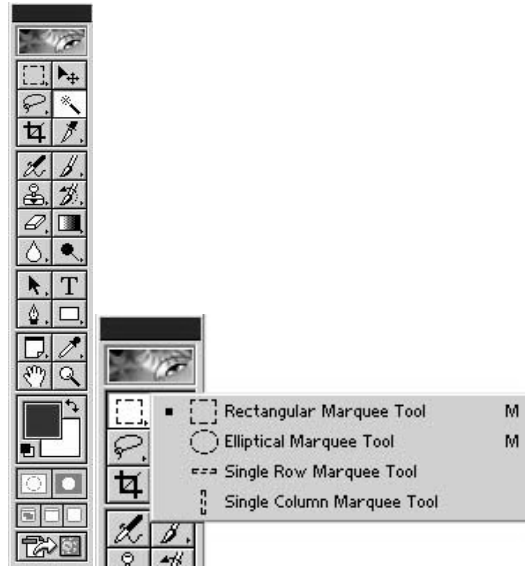 T
Rectangular Marquee Tool M
Elliptical Marquee Tool M
Single Row Marquee Tool
Single Column Marquee Tool